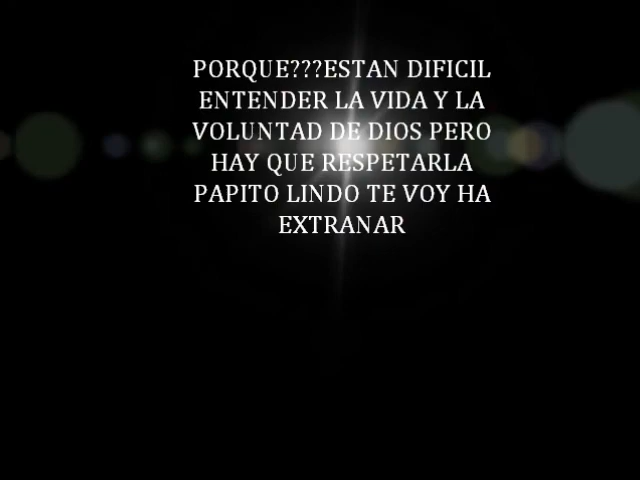 PORQUE???ESTAN DIFICIL
ENTENDER LA VIDA Y LA
VOLUNTAD DE DIOS PERO
HAY QUE RESPETARLA
PAPITO LINDO TE VOY HA
EXTRANAR